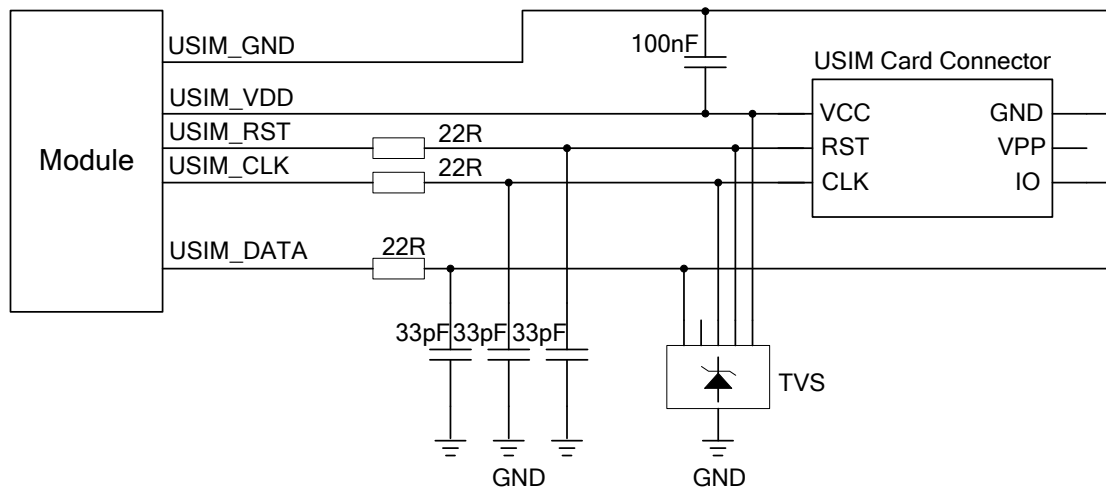 USIM_GND
100nF
USIM Card Connector
USIM_VDD
VCC
GND
USIM_RST
22R
RST
VPP
Module
USIM_CLK
22R
CLK
IO
USIM_DATA
22R
33pF
33pF
33pF
TVS
GND
GND